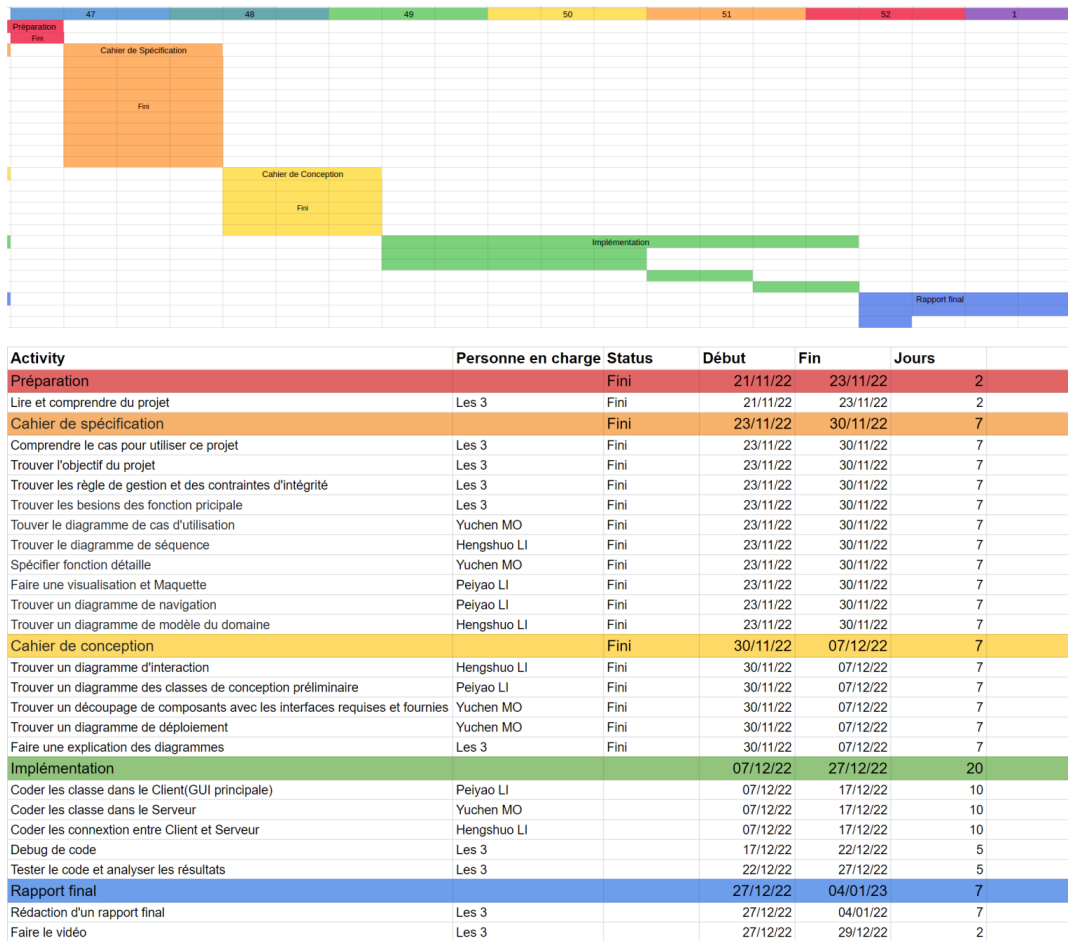 47 48 49 50 51 52 1
Préparation
Fini
Cahier de Spécification
Fini
Cahier de Conception
Fini
Implémentation
Rapport final
Activity Personne en charge Status Début Fin Jours
Préparation Fini 21/11/22 23/11/22 2
Lire et comprendre du projet Les 3 Fini 21/11/22 23/11/22 2
Cahier de spécification Fini 23/11/22 30/11/22 7
Comprendre le cas pour utiliser ce projet Les 3 Fini 23/11/22 30/11/22 7
Trouver l'objectif du projet Les 3 Fini 23/11/22 30/11/22 7
Trouver les règle de gestion et des contraintes d'intégrité Les 3 Fini 23/11/22 30/11/22 7
Trouver les besions des fonction pricipale Les 3 Fini 23/11/22 30/11/22 7
Touver le diagramme de cas d'utilisation Yuchen MO Fini 23/11/22 30/11/22 7
Trouver le diagramme de séquence Hengshuo LI Fini 23/11/22 30/11/22 7
Spécifier fonction détaille Yuchen MO Fini 23/11/22 30/11/22 7
Faire une visualisation et Maquette Peiyao LI Fini 23/11/22 30/11/22 7
Trouver un diagramme de navigation Peiyao LI Fini 23/11/22 30/11/22 7
Trouver un diagramme de modèle du domaine Hengshuo LI Fini 23/11/22 30/11/22 7
Cahier de conception Fini 30/11/22 07/12/22 7
Trouver un diagramme d'interaction Hengshuo LI Fini 30/11/22 07/12/22 7
Trouver un diagramme des classes de conception préliminaire Peiyao LI Fini 30/11/22 07/12/22 7
Trouver un découpage de composants avec les interfaces requises et fournies Yuchen MO Fini 30/11/22 07/12/22 7
Trouver un diagramme de déploiement Yuchen MO Fini 30/11/22 07/12/22 7
Faire une explication des diagrammes Les 3 Fini 30/11/22 07/12/22 7
Implémentation 07/12/22 27/12/22 20
Coder les classe dans le Client(GUI principale) Peiyao LI 07/12/22 17/12/22 10
Coder les classe dans le Serveur Yuchen MO 07/12/22 17/12/22 10
Coder les connextion entre Client et Serveur Hengshuo LI 07/12/22 17/12/22 10
Debug de code Les 3 17/12/22 22/12/22 5
Tester le code et analyser les résultats Les 3 22/12/22 27/12/22 5
Rapport final 27/12/22 04/01/23 7
Rédaction d'un rapport final Les 3 27/12/22 04/01/22 7
Faire le vidéo Les 3 27/12/22 29/12/22 2